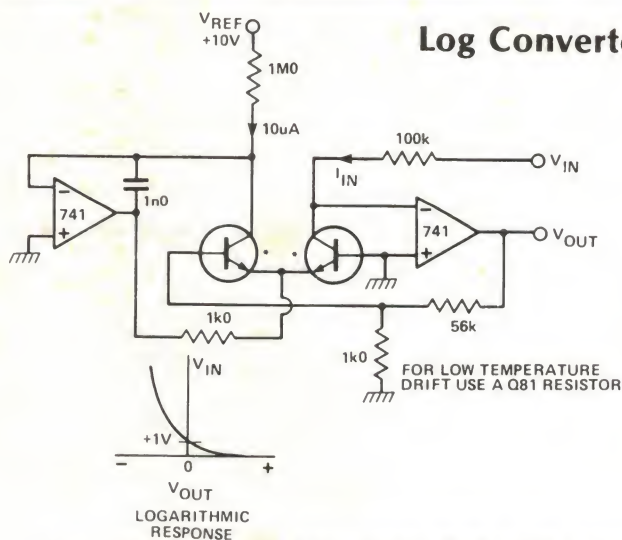 Log Converte
VREF
+10V
1M0
10uA
100k
VIN
IIN
1n0
−
741
+
−
741
+
VOUT
1k0
56k
1k0
FOR LOW TEMPERATURE
DRIFT USE A Q81 RESISTOR
VIN
+1V
− 0 +
VOUT
LOGARITHMIC
RESPONSE